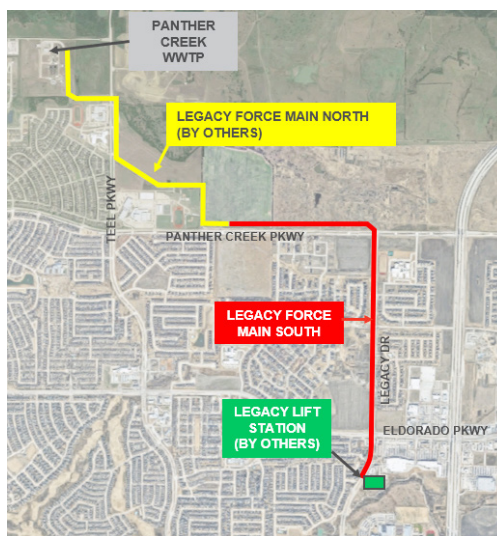 PANTHER
CREEK
WWTP
LEGACY FORCE MAIN NORTH
(BY OTHERS)
TEEL PKWY
PANTHER CREEK PKWY
LEGACY FORCE
MAIN SOUTH
LEGACY DR
LEGACY LIFT
STATION
(BY OTHERS)
ELDORADO PKWY